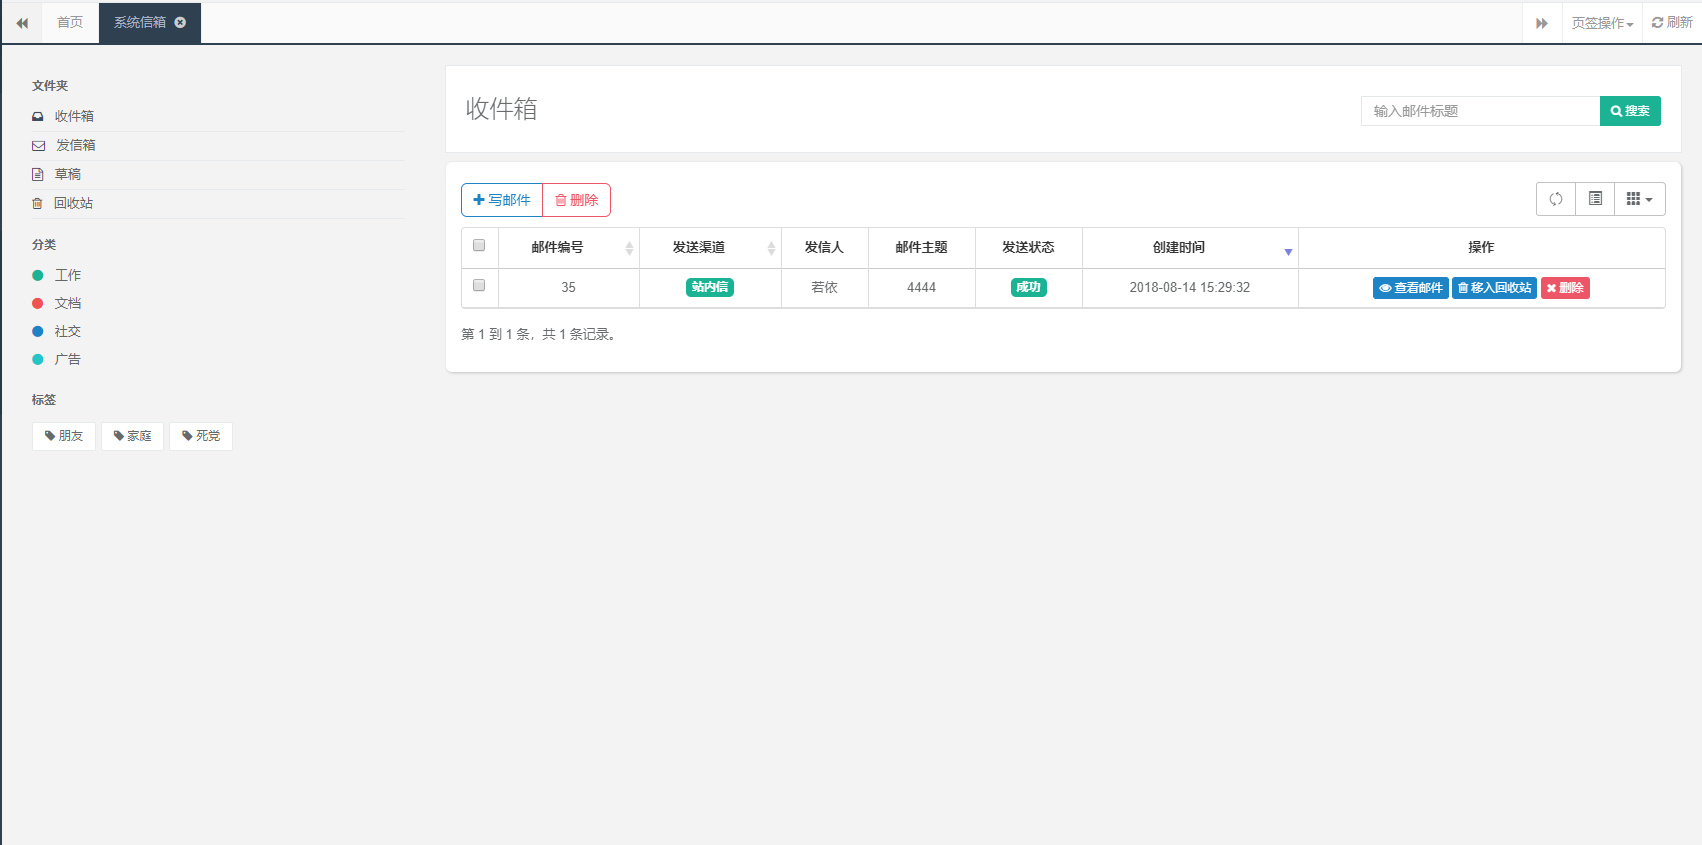 首页 系统信箱 页签操作 刷新
文件夹
收件箱
发信箱
草稿
回收站
分类
工作
文档
社交
广告
标签
朋友 家庭 死党
收件箱
输入邮件标题 搜索
写邮件 删除
邮件编号 发送渠道 发信人 邮件主题 发送状态 创建时间 操作
35 站内信 若依 4444 成功 2018-08-14 15:29:32 查看邮件 移入回收站 删除
第 1 到 1 条，共 1 条记录。